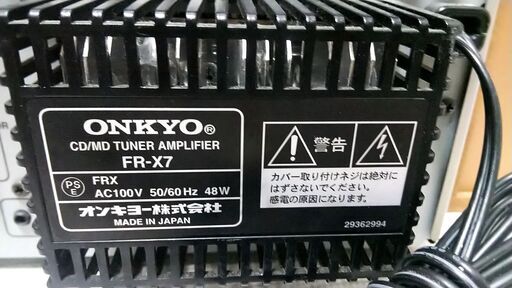 ONKYO®
CD/MD TUNER AMPLIFIER
FR-X7
PSE
FRX
AC100V 50/60Hz 48W
オンキヨー株式会社
MADE IN JAPAN
警告
カバー取り付けネジは絶対に
はずさないでください。
感電の原因になります。
29362994